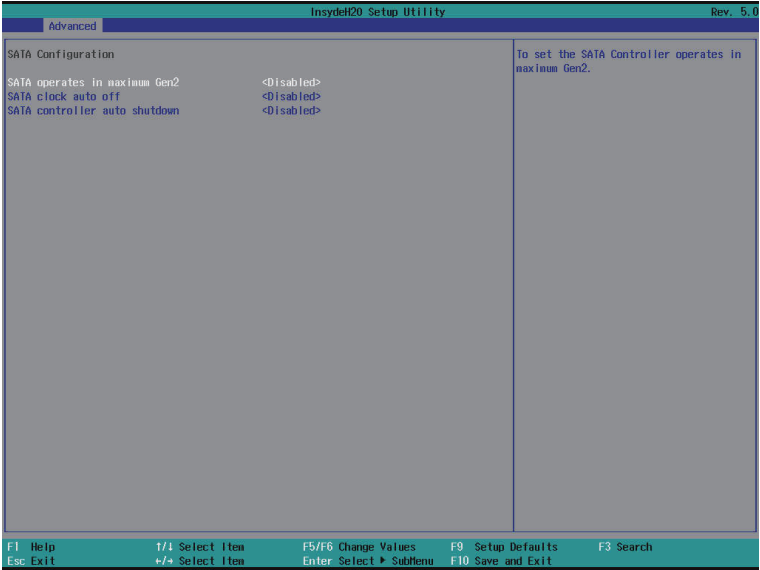 InsydeH20 Setup Utility Rev. 5.0
Advanced
SATA Configuration
SATA operates in maximum Gen2 <Disabled>
SATA clock auto off <Disabled>
SATA controller auto shutdown <Disabled>
To set the SATA Controller operates in
maximum Gen2.
F1 Help ↑/↓ Select Item F5/F6 Change Values F9 Setup Defaults F3 Search
Esc Exit ←/→ Select Item Enter Select ▶ SubMenu F10 Save and Exit